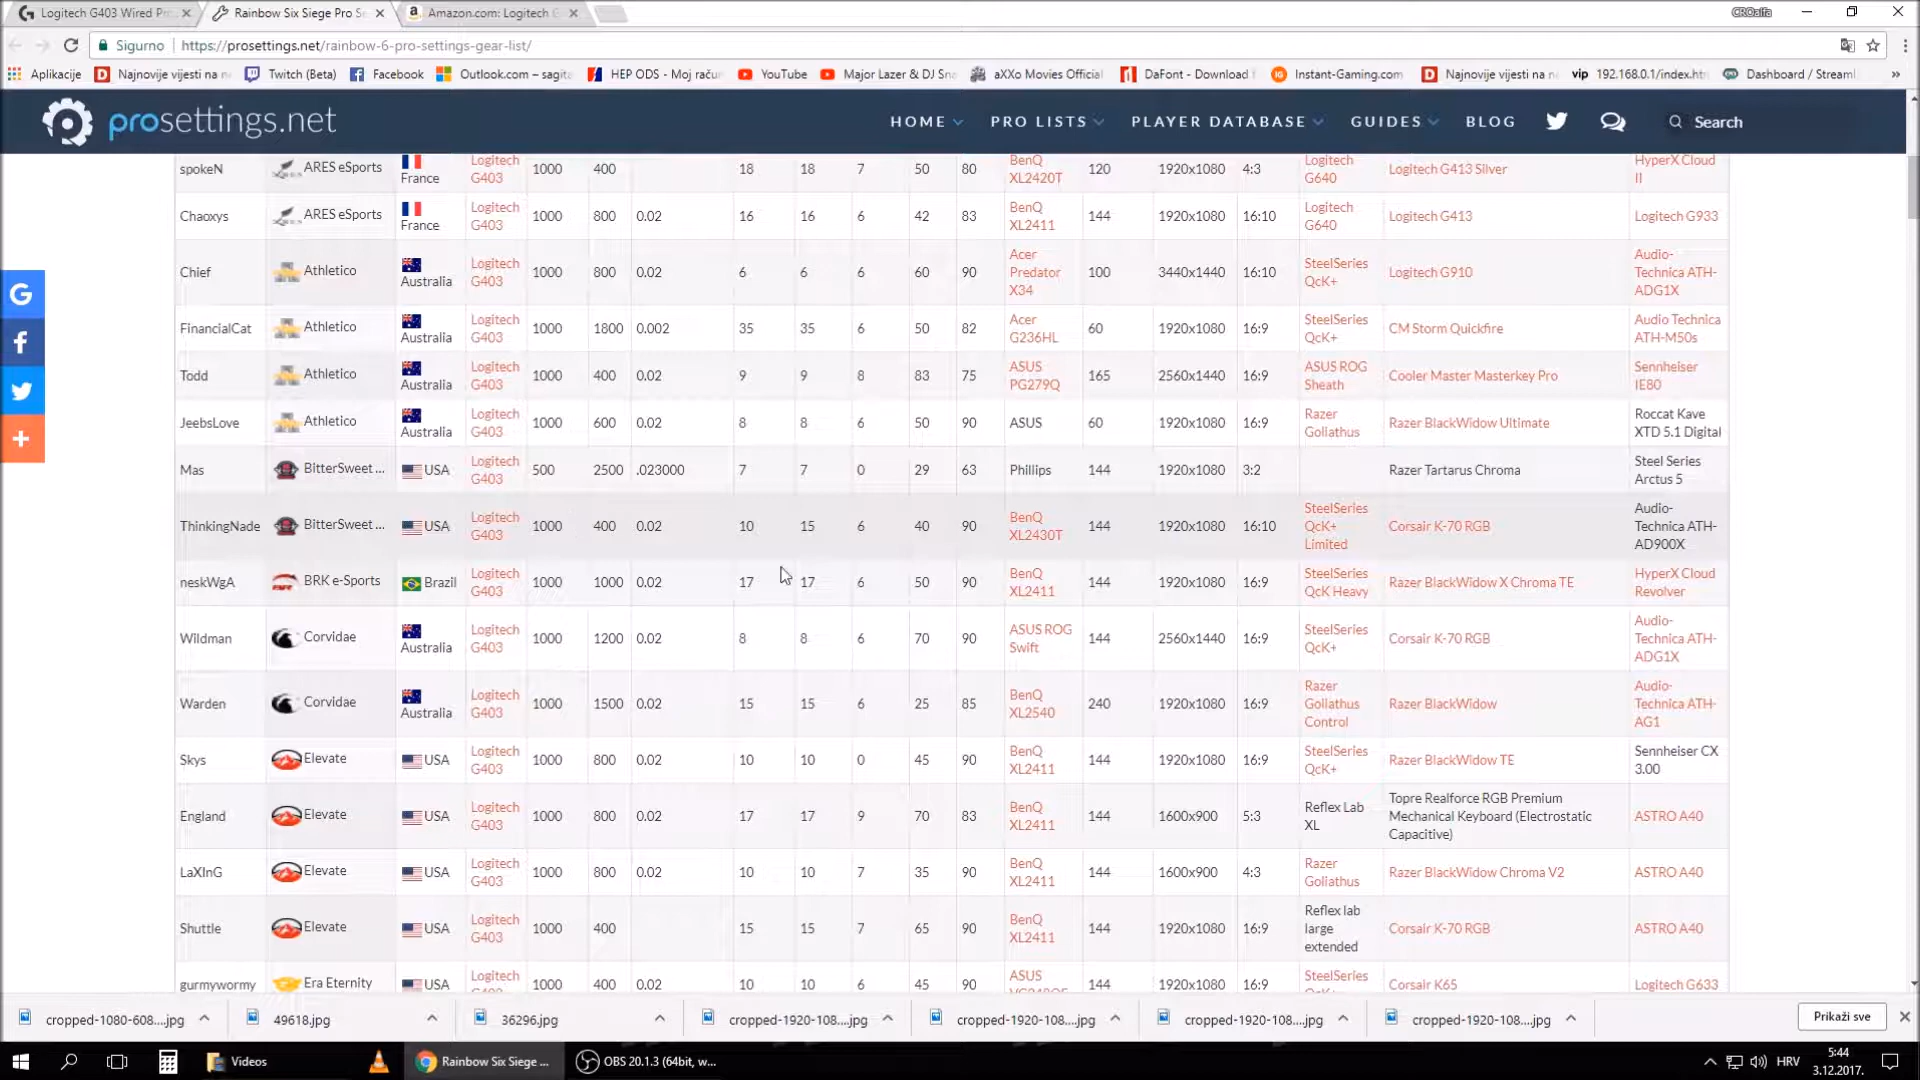 Logitech G403 Wired Pr
Rainbow Six Siege Pro Se
Amazon.com: Logitech G
CROalfa
Sigurno
https://prosettings.net/rainbow-6-pro-settings-gear-list/
Aplikacije
Najnovije vijesti na n
Twitch (Beta)
Facebook
Outlook.com – sagit
HEP ODS - Moj raču
YouTube
Major Lazer & DJ Sna
aXXo Movies Official
DaFont - Download
Instant-Gaming.com
Najnovije vijesti na n
vip 192.168.0.1/index.ht
Dashboard / Streaml
prosettings.net
HOME PRO LISTS PLAYER DATABASE GUIDES BLOG Search
spokeN ARES eSports France Logitech G403 1000 400 18 18 7 50 80 BenQ XL2420T 120 1920x1080 4:3 Logitech G640 Logitech G413 Silver HyperX Cloud II
Chaoxys ARES eSports France Logitech G403 1000 800 0.02 16 16 6 42 83 BenQ XL2411 144 1920x1080 16:10 Logitech G640 Logitech G413 Logitech G933
Chief Athletico Australia Logitech G403 1000 800 0.02 6 6 6 60 90 Acer Predator X34 100 3440x1440 16:10 SteelSeries QcK+ Logitech G910 Audio-Technica ATH-ADG1X
FinancialCat Athletico Australia Logitech G403 1000 1800 0.002 35 35 6 50 82 Acer G236HL 60 1920x1080 16:9 SteelSeries QcK+ CM Storm Quickfire Audio Technica ATH-M50s
Todd Athletico Australia Logitech G403 1000 400 0.02 9 9 8 83 75 ASUS PG279Q 165 2560x1440 16:9 ASUS ROG Sheath Cooler Master Masterkey Pro Sennheiser IE80
JeebsLove Athletico Australia Logitech G403 1000 600 0.02 8 8 6 50 90 ASUS 60 1920x1080 16:9 Razer Goliathus Razer BlackWidow Ultimate Roccat Kave XTD 5.1 Digital
Mas BitterSweet ... USA Logitech G403 500 2500 .023000 7 7 0 29 63 Phillips 144 1920x1080 3:2 Razer Tartarus Chroma Steel Series Arctus 5
ThinkingNade BitterSweet ... USA Logitech G403 1000 400 0.02 10 15 6 40 90 BenQ XL2430T 144 1920x1080 16:10 SteelSeries QcK+ Limited Corsair K-70 RGB Audio-Technica ATH-AD900X
neskWgA BRK e-Sports Brazil Logitech G403 1000 1000 0.02 17 17 6 50 90 BenQ XL2411 144 1920x1080 16:9 SteelSeries QcK Heavy Razer BlackWidow X Chroma TE HyperX Cloud Revolver
Wildman Corvidae Australia Logitech G403 1000 1200 0.02 8 8 6 70 90 ASUS ROG Swift 144 2560x1440 16:9 SteelSeries QcK+ Corsair K-70 RGB Audio-Technica ATH-ADG1X
Warden Corvidae Australia Logitech G403 1000 1500 0.02 15 15 6 25 85 BenQ XL2540 240 1920x1080 16:9 Razer Goliathus Control Razer BlackWidow Audio-Technica ATH-AG1
Skys Elevate USA Logitech G403 1000 800 0.02 10 10 0 45 90 BenQ XL2411 144 1920x1080 16:9 SteelSeries QcK+ Razer BlackWidow TE Sennheiser CX 3.00
England Elevate USA Logitech G403 1000 800 0.02 17 17 9 70 83 BenQ XL2411 144 1600x900 5:3 Reflex Lab XL Topre Realforce RGB Premium Mechanical Keyboard (Electrostatic Capacitive) ASTRO A40
LaXInG Elevate USA Logitech G403 1000 800 0.02 10 10 7 35 90 BenQ XL2411 144 1600x900 4:3 Razer Goliathus Razer BlackWidow Chroma V2 ASTRO A40
Shuttle Elevate USA Logitech G403 1000 400 15 15 7 65 90 BenQ XL2411 144 1920x1080 16:9 Reflex lab large extended Corsair K-70 RGB ASTRO A40
gurmywormy Era Eternity USA Logitech 1000 400 0.02 10 10 6 45 90 ASUS 144 1920x1080 16:9 SteelSeries Corsair K65 Logitech G633
cropped-1080-608....jpg
49618.jpg
36296.jpg
cropped-1920-108....jpg
cropped-1920-108....jpg
cropped-1920-108....jpg
cropped-1920-108....jpg
Prikaži sve
Videos
Rainbow Six Siege ...
OBS 20.1.3 (64bit, w...
HRV
5:44
3.12.2017.